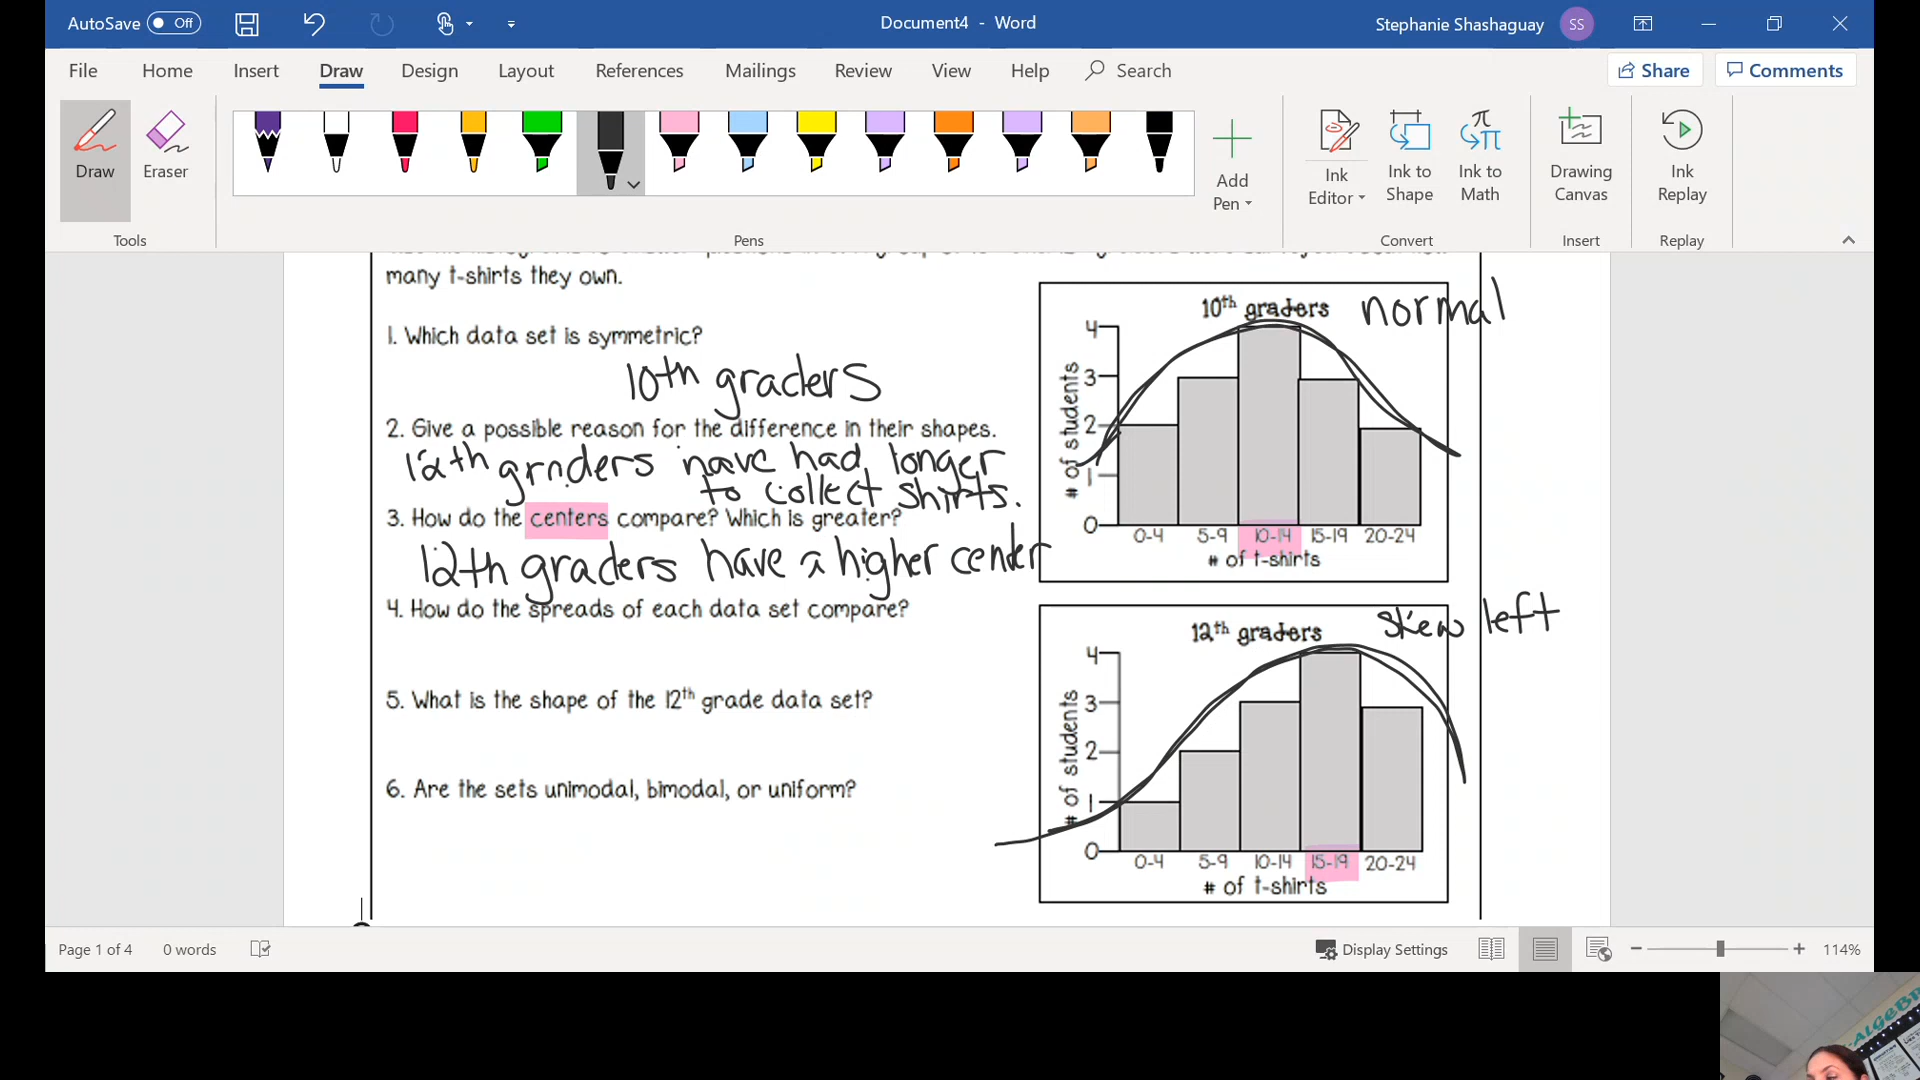 AutoSave Off
Document4 - Word
Stephanie Shashaguay SS
File Home Insert Draw Design Layout References Mailings Review View Help Search
Share Comments
Draw
Eraser
Tools
Pens
Add
Pen
Ink
Editor
Ink to
Shape
Ink to
Math
Convert
Drawing
Canvas
Insert
Ink
Replay
Replay
many t-shirts they own.
1. Which data set is symmetric?
10th graders
2. Give a possible reason for the difference in their shapes.
12th graders have had longer
to collect shirts.
3. How do the centers compare? Which is greater?
12th graders have a higher center
4. How do the spreads of each data set compare?
5. What is the shape of the 12th grade data set?
6. Are the sets unimodal, bimodal, or uniform?
10th graders
normal
# of students
4
3
2
1
0
0-4 5-9 10-14 15-19 20-24
# of t-shirts
12th graders
skew left
# of students
4
3
2
1
0
0-4 5-9 10-14 15-19 20-24
# of t-shirts
Page 1 of 4
0 words
Display Settings
114%
ALGEBR